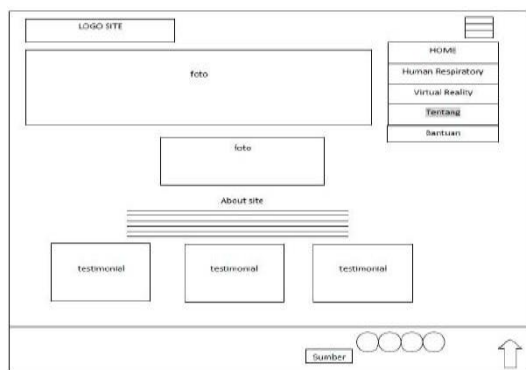 LOGO SITE
HOME
foto
Human Respiratory
Virtual Reality
Tentang
Bantuan
foto
About site
testimonial
testimonial
testimonial
Sumber